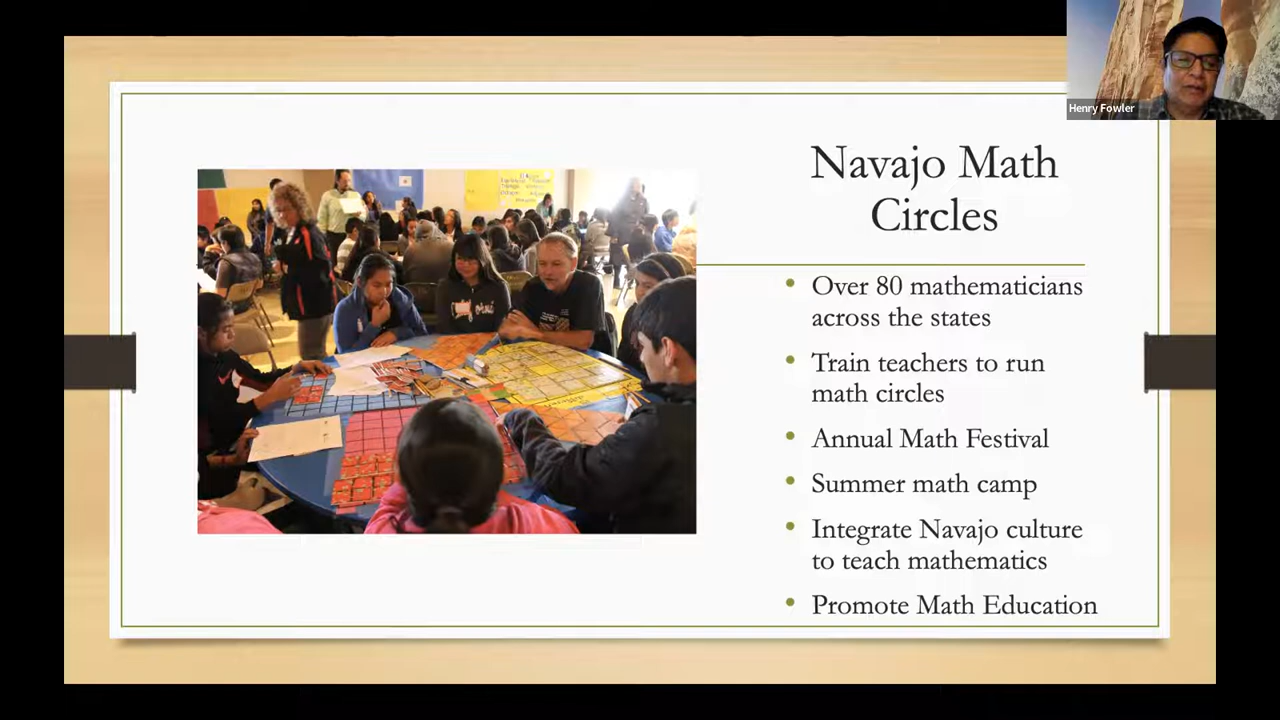 Henry Fowler
Navajo Math
Circles
• Over 80 mathematicians
across the states
• Train teachers to run
math circles
• Annual Math Festival
• Summer math camp
• Integrate Navajo culture
to teach mathematics
• Promote Math Education